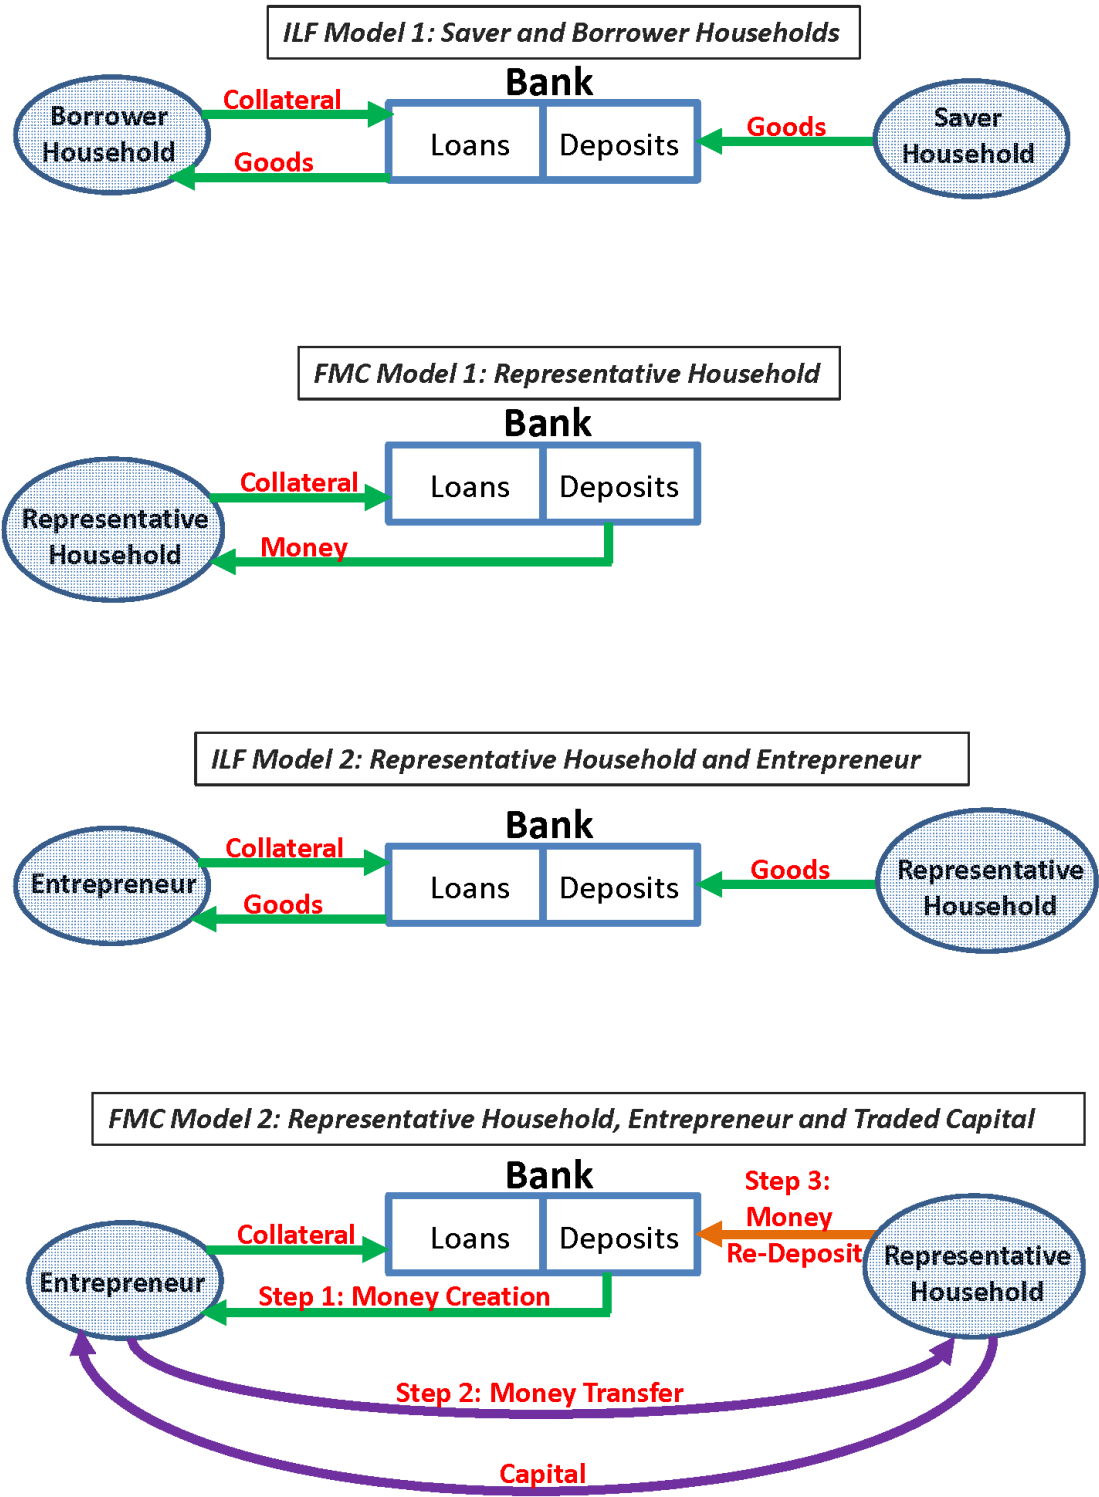 ILF Model 1: Saver and Borrower Households
Bank
Borrower
Household
Collateral
Goods
Loans
Deposits
Goods
Saver
Household
FMC Model 1: Representative Household
Bank
Representative
Household
Collateral
Money
Loans
Deposits
ILF Model 2: Representative Household and Entrepreneur
Bank
Entrepreneur
Collateral
Goods
Loans
Deposits
Goods
Representative
Household
FMC Model 2: Representative Household, Entrepreneur and Traded Capital
Bank
Entrepreneur
Collateral
Step 1: Money Creation
Loans
Deposits
Step 3:
Money
Re-Deposit
Representative
Household
Step 2: Money Transfer
Capital